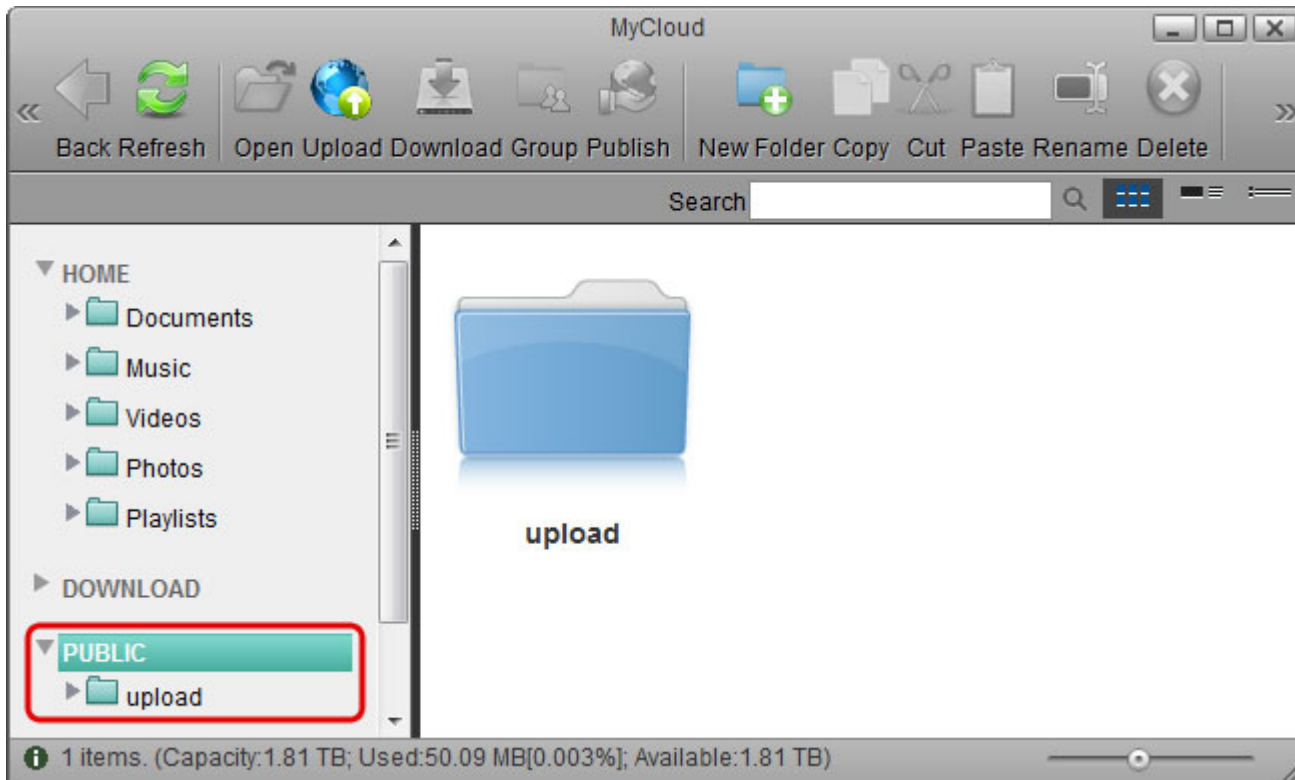 MyCloud
Back Refresh Open Upload Download Group Publish New Folder Copy Cut Paste Rename Delete
Search
HOME
Documents
Music
Videos
Photos
Playlists
DOWNLOAD
PUBLIC
upload
upload
1 items. (Capacity:1.81 TB; Used:50.09 MB[0.003%]; Available:1.81 TB)